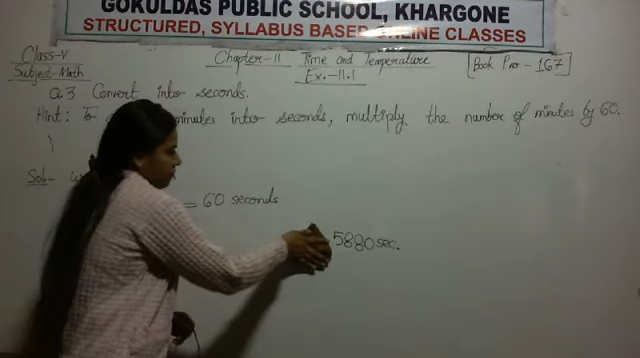 GOKULDAS PUBLIC SCHOOL, KHARGONE
STRUCTURED, SYLLABUS BASED ONLINE CLASSES
Class-V
Chapter-11 Time and Temperature
Book Pno-167
Subject-Math
Ex.-11.1
Q.3 Convert into seconds.
Hint: To minutes into seconds, multiply the number of minutes by 60.
Sol-
= 60 seconds
5880 sec.